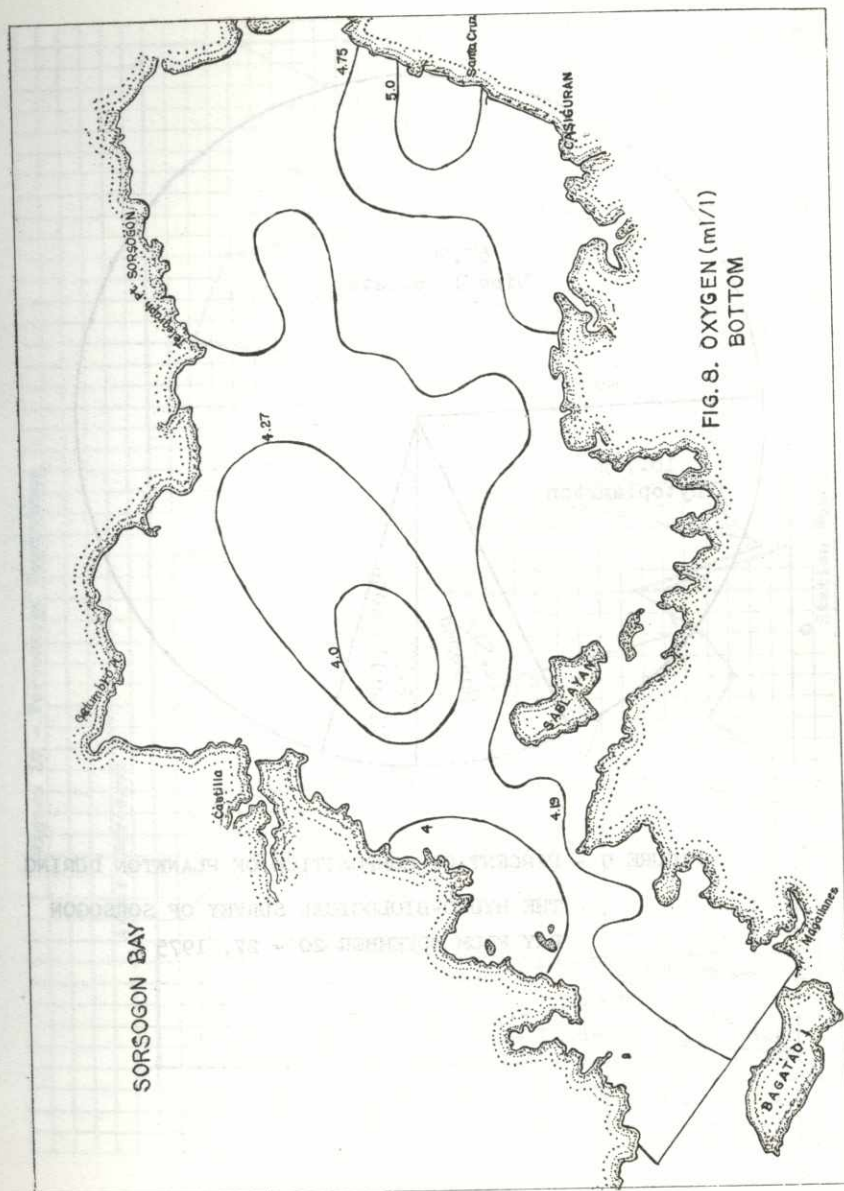 SORSOGON BAY
Castilla
SORSOGON
4.75
5.0
Santa Cruz
CASIGURAN
4.27
4.0
4
4.19
SABLAYAN
Magallanes
BAGATAO I.
FIG. 8. OXYGEN (ml/l)
BOTTOM